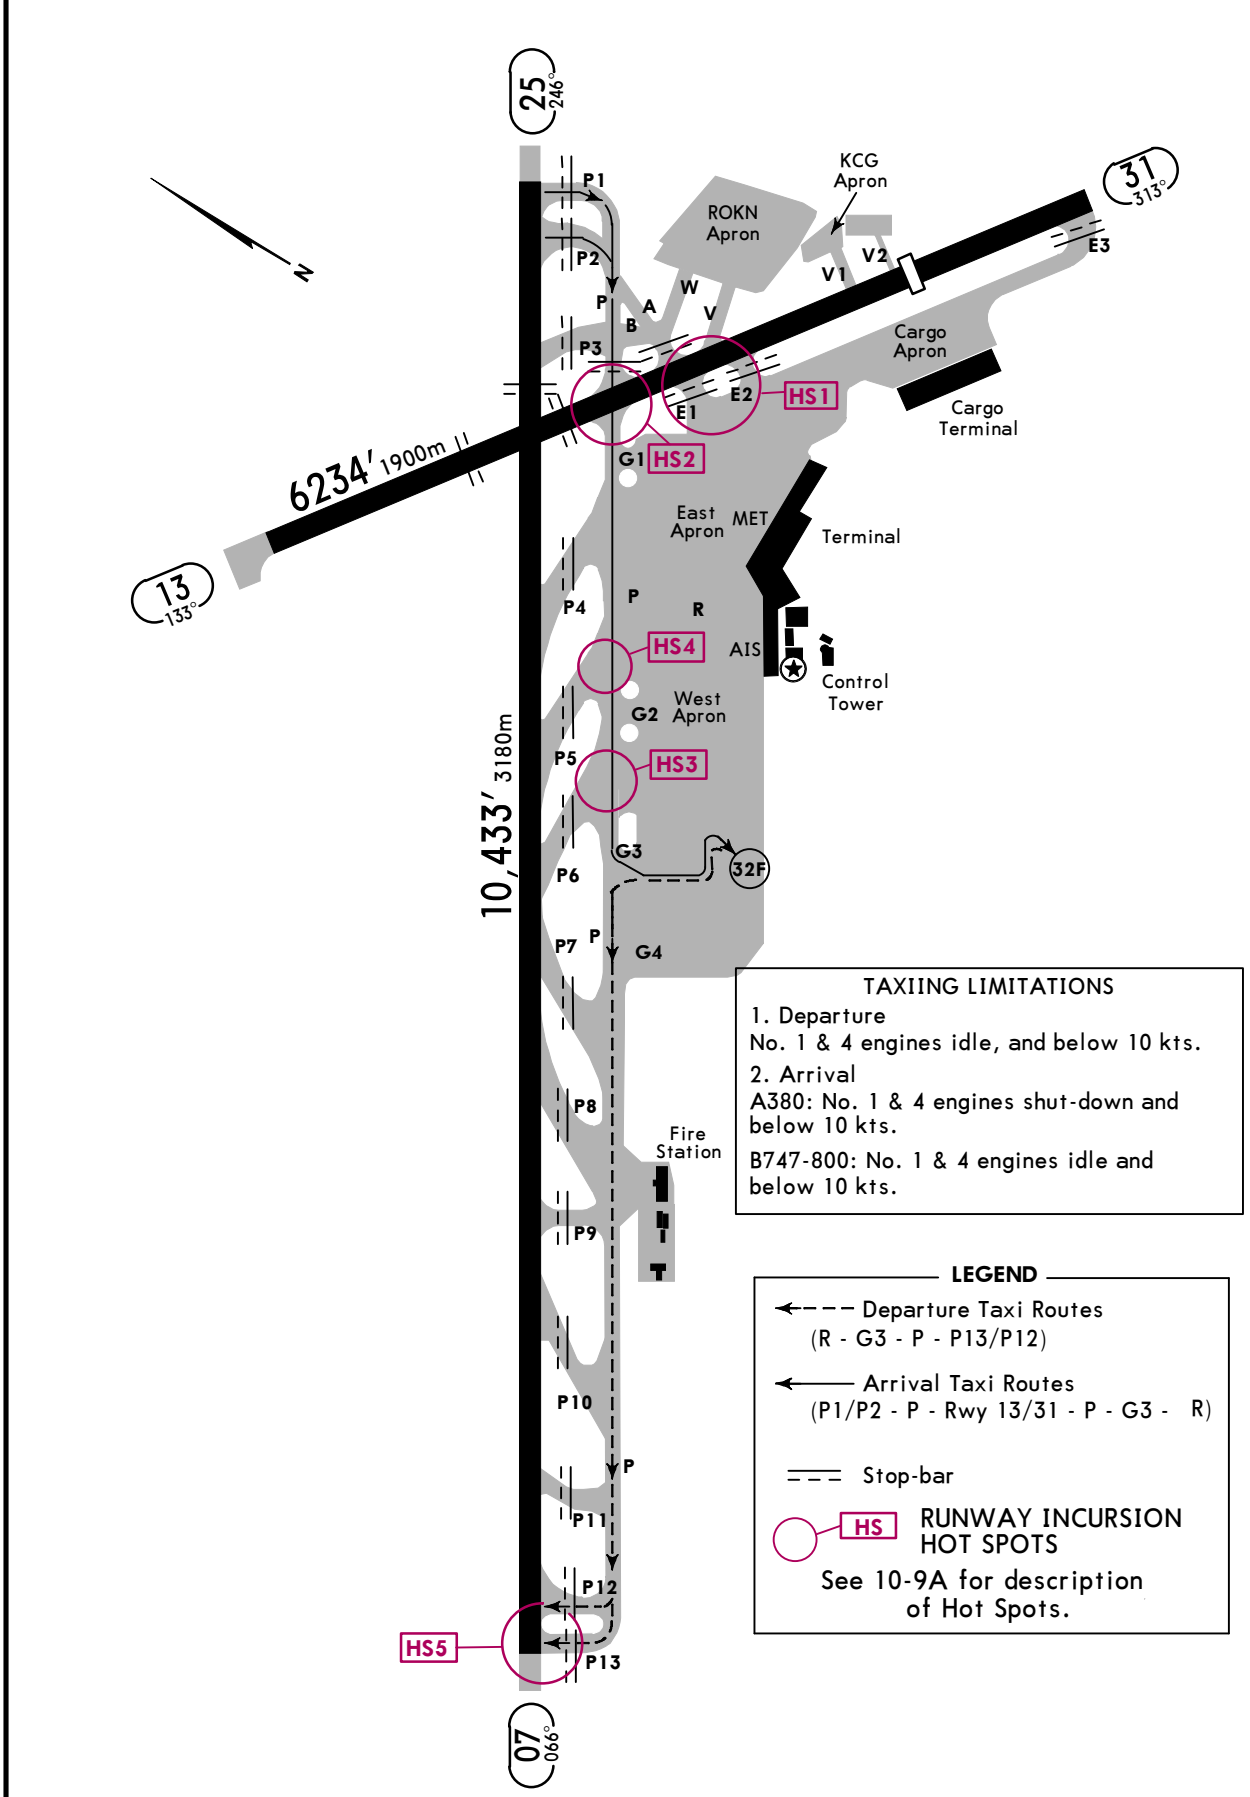 25
246°
31
313°
KCG
Apron
ROKN
Apron
P1
P2
V2
V1
E3
W
P
A
V
B
P3
Cargo
Apron
E1
E2
HS1
Cargo
Terminal
N
6234′ 1900m
G1
HS2
East
Apron
MET
Terminal
13
133°
P4
P
R
HS4
AIS
Control
Tower
G2
West
Apron
P5
HS3
10,433′ 3180m
G3
32F
P6
P7
P
G4
TAXIING LIMITATIONS
1. Departure
No. 1 & 4 engines idle, and below 10 kts.
2. Arrival
A380: No. 1 & 4 engines shut-down and
below 10 kts.
B747-800: No. 1 & 4 engines idle and
below 10 kts.
P8
Fire
Station
P9
LEGEND
Departure Taxi Routes
(R - G3 - P - P13/P12)
Arrival Taxi Routes
(P1/P2 - P - Rwy 13/31 - P - G3 - R)
Stop-bar
HS
RUNWAY INCURSION
HOT SPOTS
See 10-9A for description
of Hot Spots.
P10
P
P11
P12
HS5
P13
07
066°